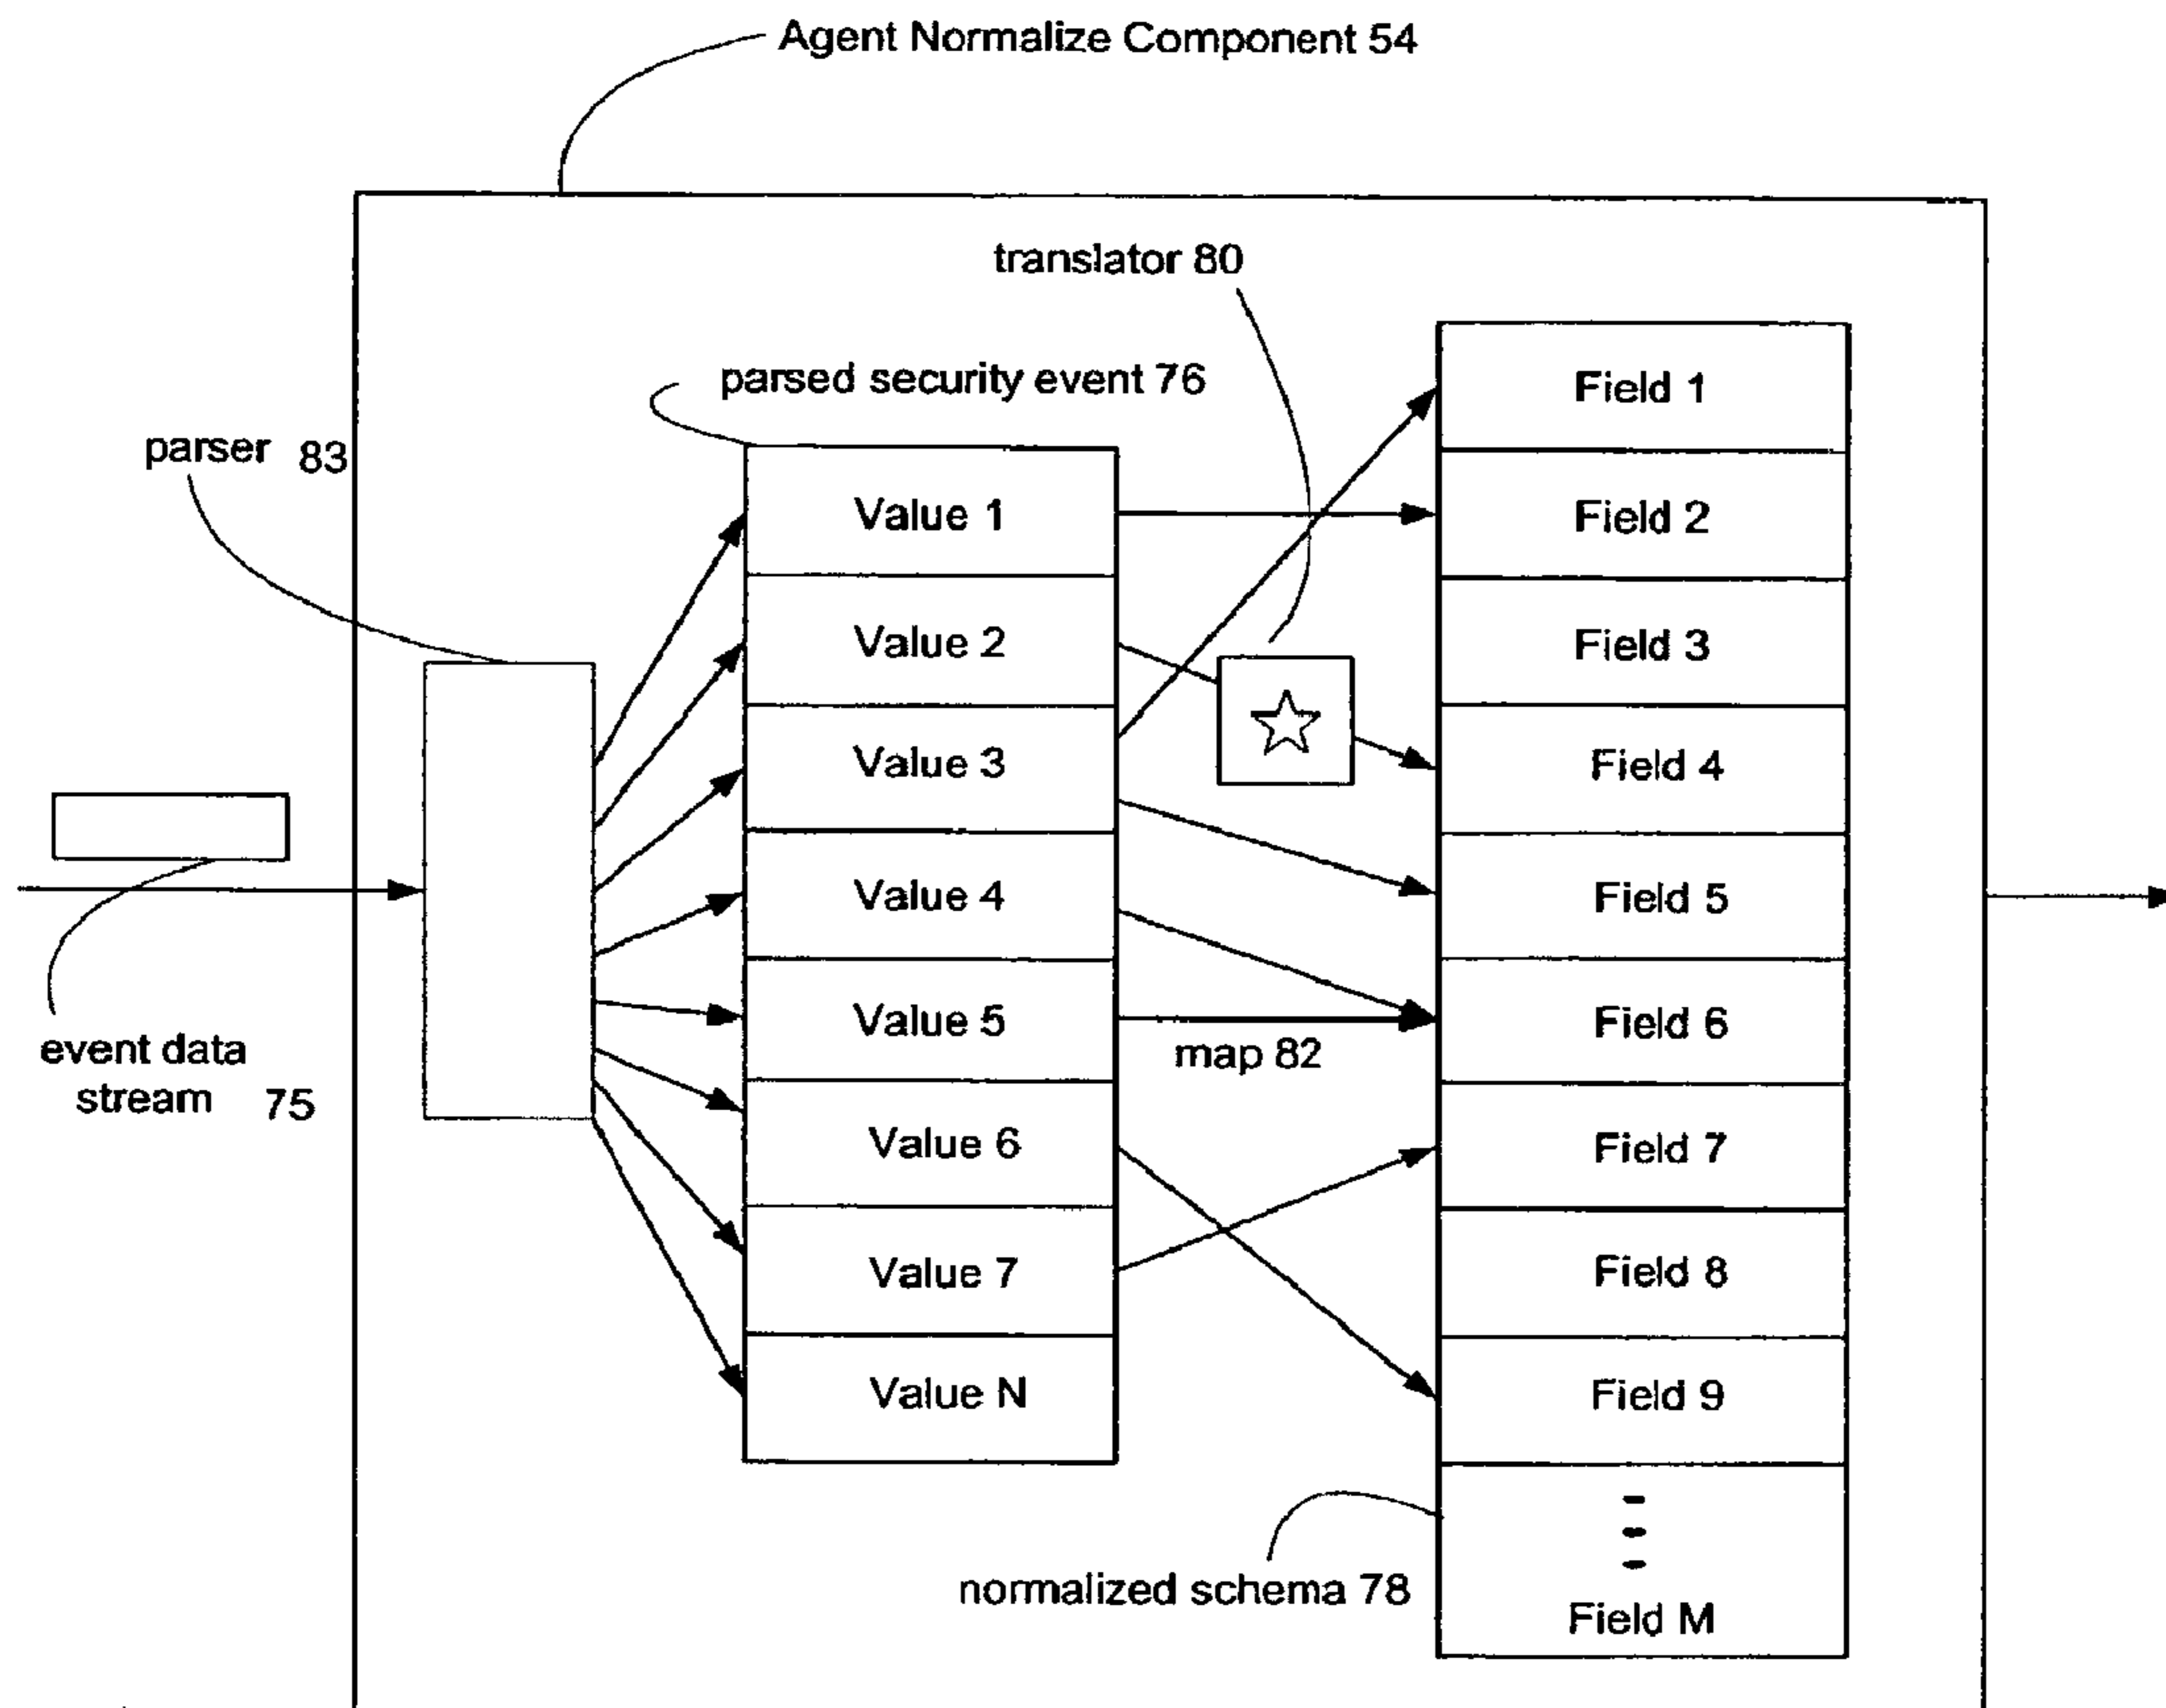 Agent Normalize Component 54
translator 80
parsed security event 76
parser 83
Value 1
Value 2
Value 3
Value 4
Value 5
Value 6
Value 7
Value N
Field 1
Field 2
Field 3
Field 4
Field 5
Field 6
Field 7
Field 8
Field 9
Field M
map 82
event data
stream 75
normalized schema 78